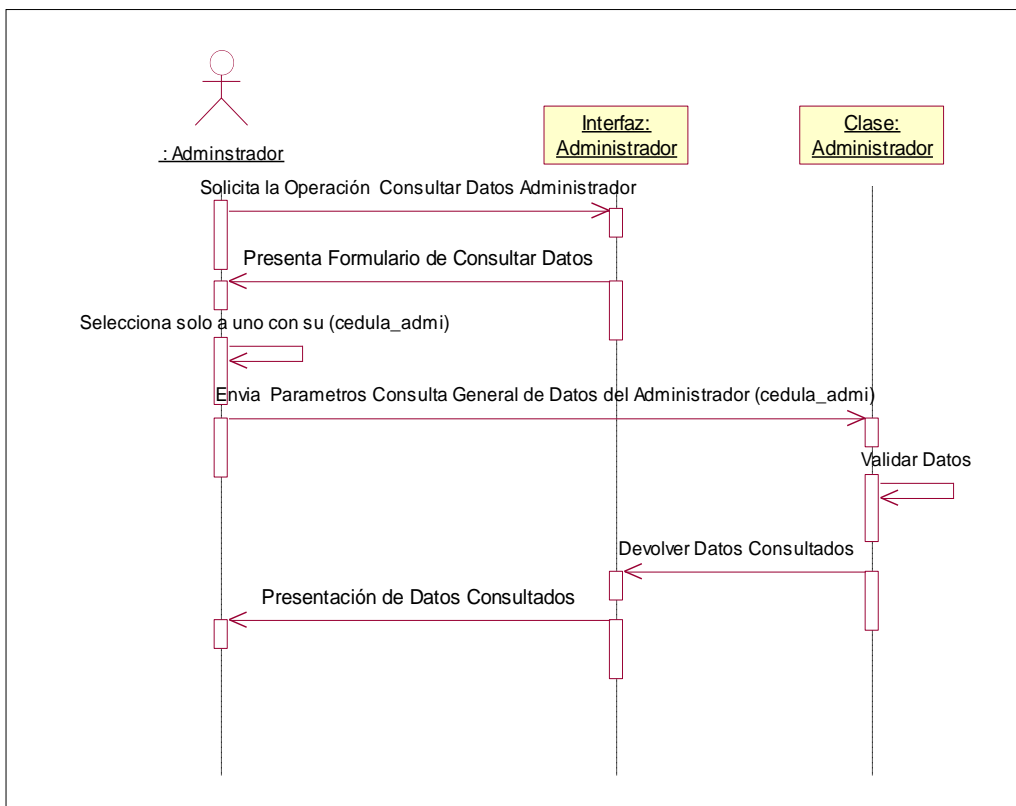 : Adminstrador
Interfaz:
Administrador
Clase:
Administrador
Solicita la Operación Consultar Datos Administrador
Presenta Formulario de Consultar Datos
Selecciona solo a uno con su (cedula_admi)
Envia Parametros Consulta General de Datos del Administrador (cedula_admi)
Validar Datos
Devolver Datos Consultados
Presentación de Datos Consultados